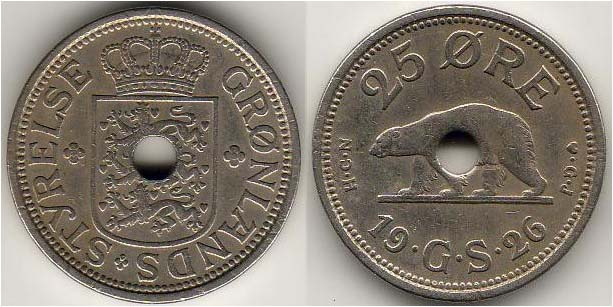 GRØNLANDS STYRELSE
25 ØRE
H·C·N
♥·G·J
19·G·S·26